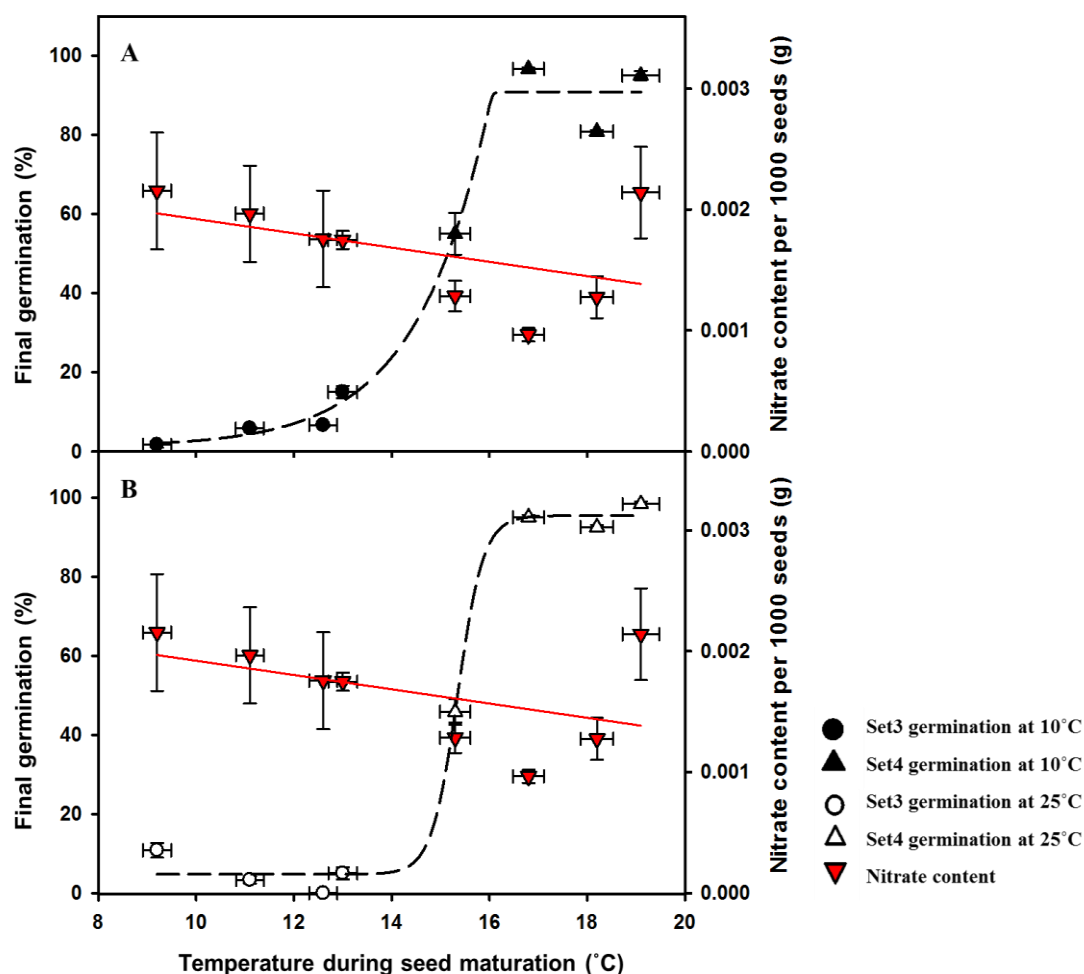 A
100
80
60
40
20
0
Final germination (%)
0.003
0.002
0.001
0.000
Nitrate content per 1000 seeds (g)
B
100
80
60
40
20
0
Final germination (%)
0.003
0.002
0.001
0.000
Nitrate content per 1000 seeds (g)
8 10 12 14 16 18 20
Temperature during seed maturation (˚C)
Set3 germination at 10˚C
Set4 germination at 10˚C
Set3 germination at 25˚C
Set4 germination at 25˚C
Nitrate content